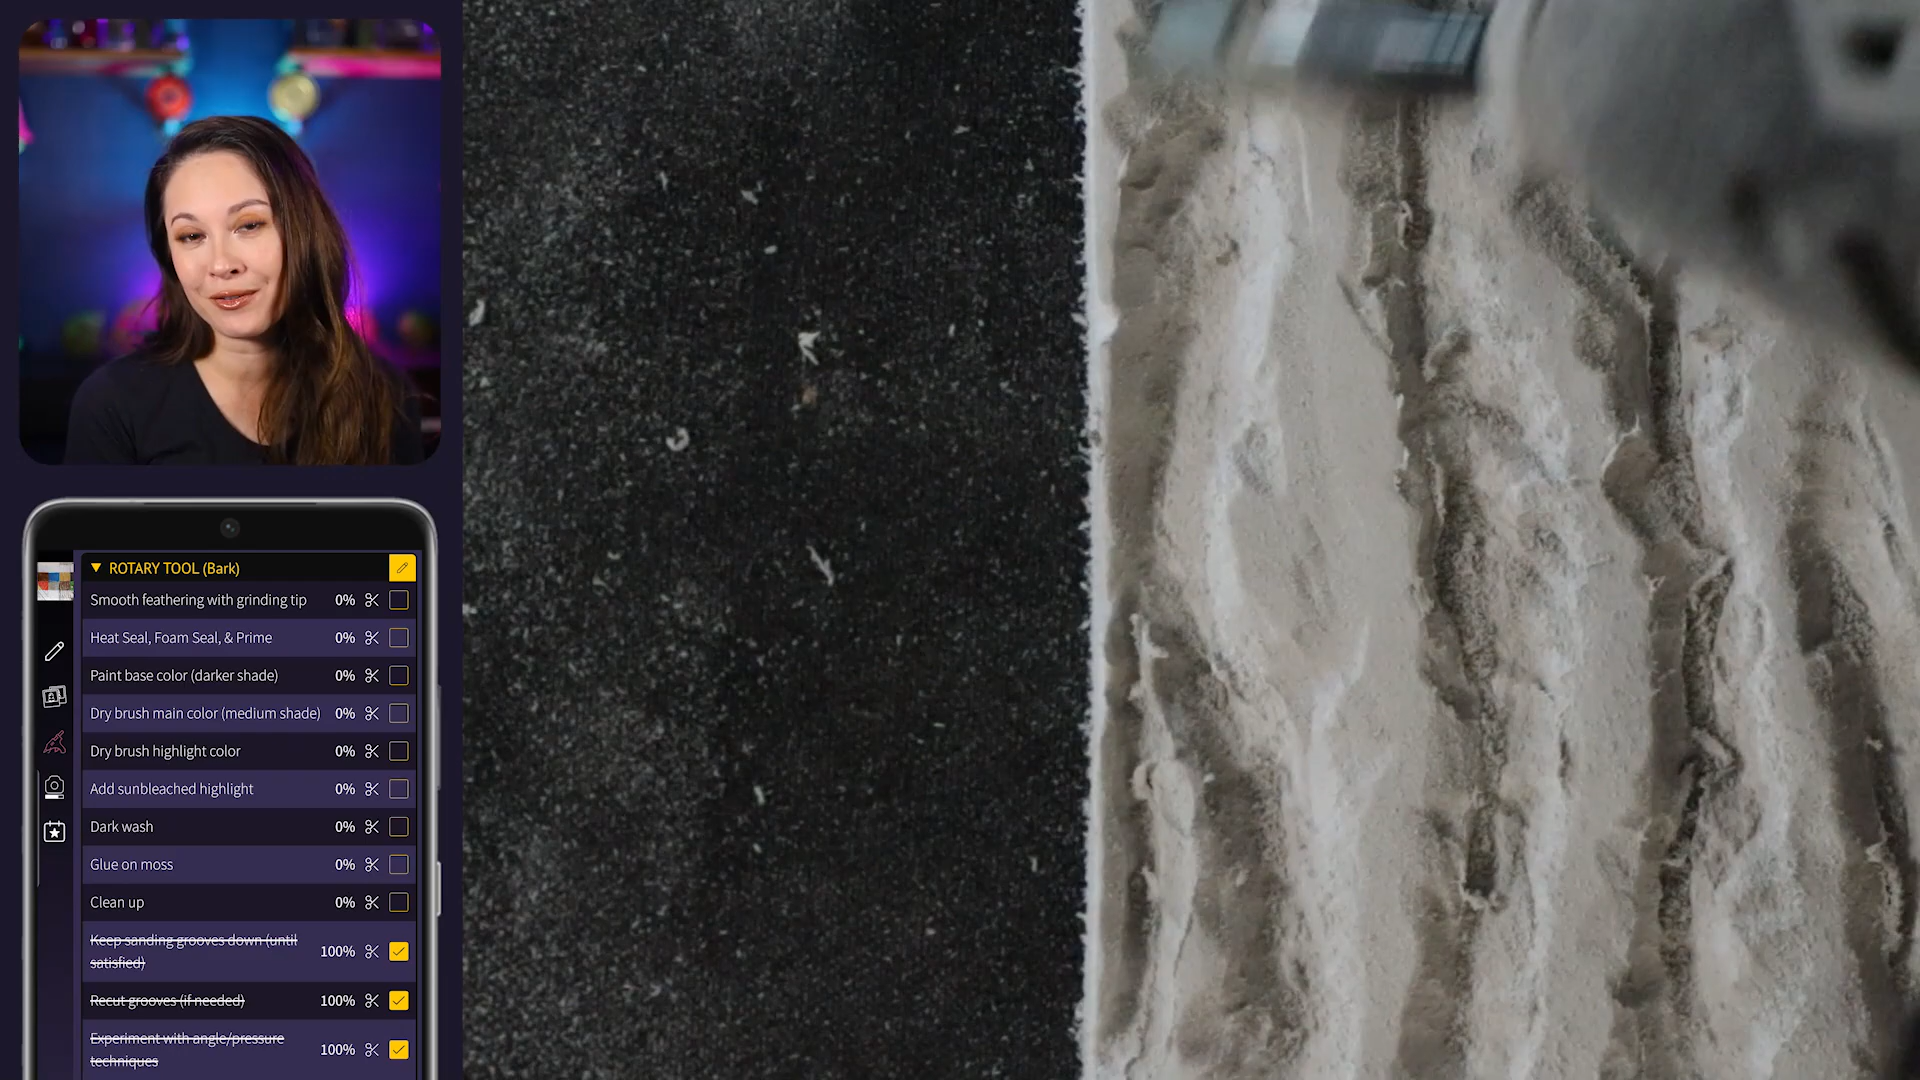 ROTARY TOOL (Bark)
Smooth feathering with grinding tip 0%
Heat Seal, Foam Seal, & Prime 0%
Paint base color (darker shade) 0%
Dry brush main color (medium shade) 0%
Dry brush highlight color 0%
Add sunbleached highlight 0%
Dark wash 0%
Glue on moss 0%
Clean up 0%
Keep sanding grooves down (until
satisfied) 100%
Recut grooves (if needed) 100%
Experiment with angle/pressure
techniques 100%